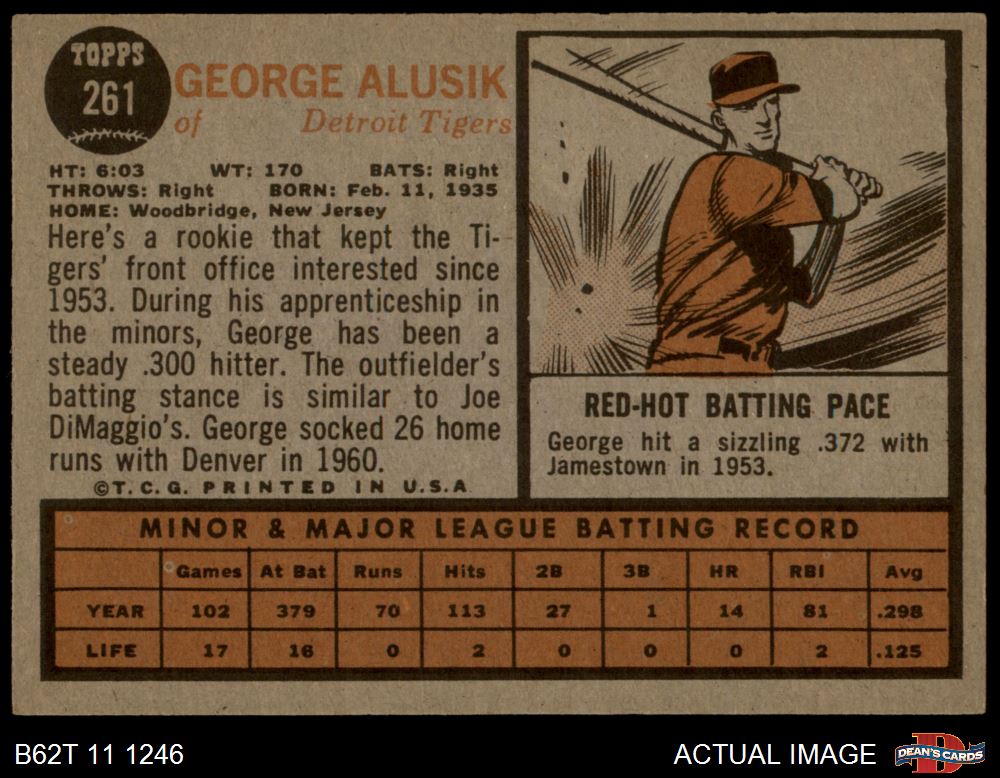 TOPPS
261
GEORGE ALUSIK
of Detroit Tigers
HT: 6:03 WT: 170 BATS: Right
THROWS: Right BORN: Feb. 11, 1935
HOME: Woodbridge, New Jersey
Here's a rookie that kept the Ti-
gers' front office interested since
1953. During his apprenticeship in
the minors, George has been a
steady .300 hitter. The outfielder's
batting stance is similar to Joe
DiMaggio's. George socked 26 home
runs with Denver in 1960.
©T.C.G. PRINTED IN U.S.A
RED-HOT BATTING PACE
George hit a sizzling .372 with
Jamestown in 1953.
MINOR & MAJOR LEAGUE BATTING RECORD
Games At Bat Runs Hits 2B 3B HR RBI Avg
YEAR 102 379 70 113 27 1 14 81 .298
LIFE 17 16 0 2 0 0 0 2 .125
B62T 11 1246
ACTUAL IMAGE
DEAN'S CARDS